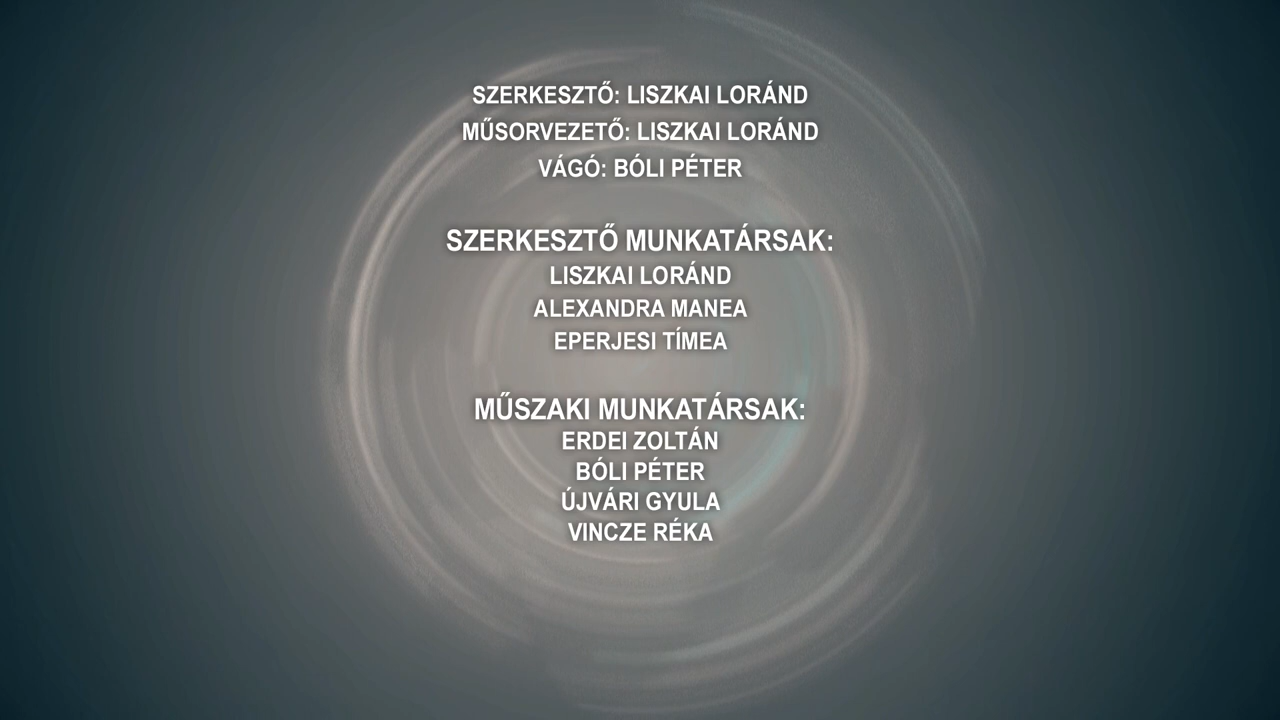 SZERKESZTŐ: LISZKAI LORÁND
MŰSORVEZETŐ: LISZKAI LORÁND
VÁGÓ: BÓLI PÉTER
SZERKESZTŐ MUNKATÁRSAK:
LISZKAI LORÁND
ALEXANDRA MANEA
EPERJESI TÍMEA
MŰSZAKI MUNKATÁRSAK:
ERDEI ZOLTÁN
BÓLI PÉTER
ÚJVÁRI GYULA
VINCZE RÉKA